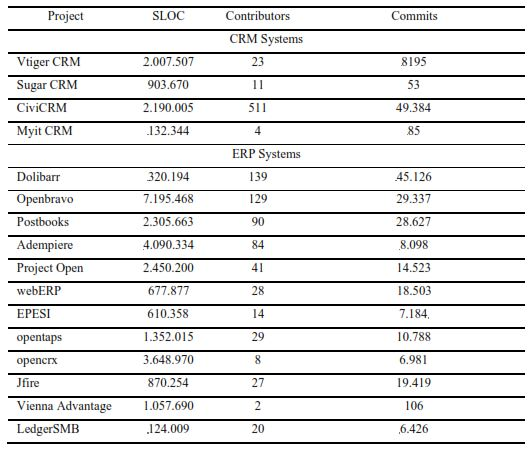 Project SLOC Contributors Commits
CRM Systems
Vtiger CRM 2.007.507 23 8195
Sugar CRM 903.670 11 53
CiviCRM 2.190.005 511 49.384
Myit CRM 132.344 4 85
ERP Systems
Dolibarr 320.194 139 45.126
Openbravo 7.195.468 129 29.337
Postbooks 2.305.663 90 28.627
Adempiere 4.090.334 84 8.098
Project Open 2.450.200 41 14.523
webERP 677.877 28 18.503
EPESI 610.358 14 7.184
opentaps 1.352.015 29 10.788
opencrx 3.648.970 8 6.981
Jfire 870.254 27 19.419
Vienna Advantage 1.057.690 2 106
LedgerSMB 124.009 20 6.426